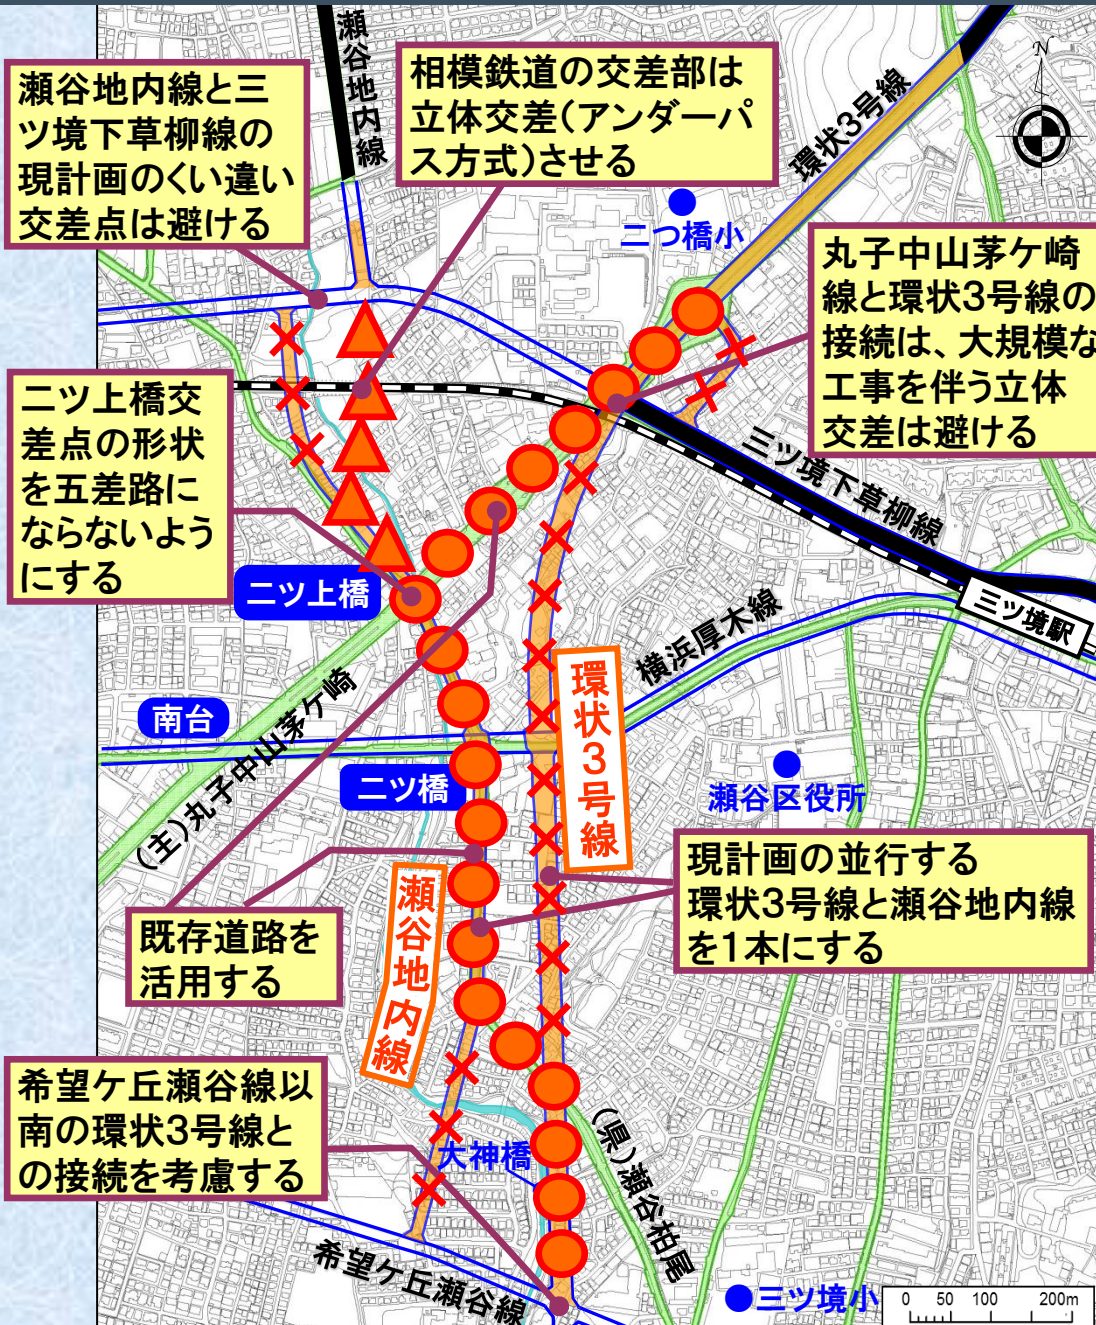 瀬谷地内線
瀬谷地内線と三
ツ境下草柳線の
現計画のくい違い
交差点は避ける
相模鉄道の交差部は
立体交差(アンダーパ
ス方式)させる
環状3号線
N
二つ橋小
丸子中山茅ケ崎
線と環状3号線の
接続は、大規模な
工事を伴う立体
交差は避ける
二ツ上橋交
差点の形状
を五差路に
ならないよう
にする
三ツ境下草柳線
二ツ上橋
三ツ境駅
横浜厚木線
環状3号線
南台
(主)丸子中山茅ケ崎
二ツ橋
瀬谷区役所
現計画の並行する
環状3号線と瀬谷地内線
を1本にする
瀬谷地内線
既存道路を
活用する
希望ケ丘瀬谷線以
南の環状3号線と
の接続を考慮する
大神橋
(県)瀬谷柏尾
希望ケ丘瀬谷線
三ツ境小
0 50 100 200m